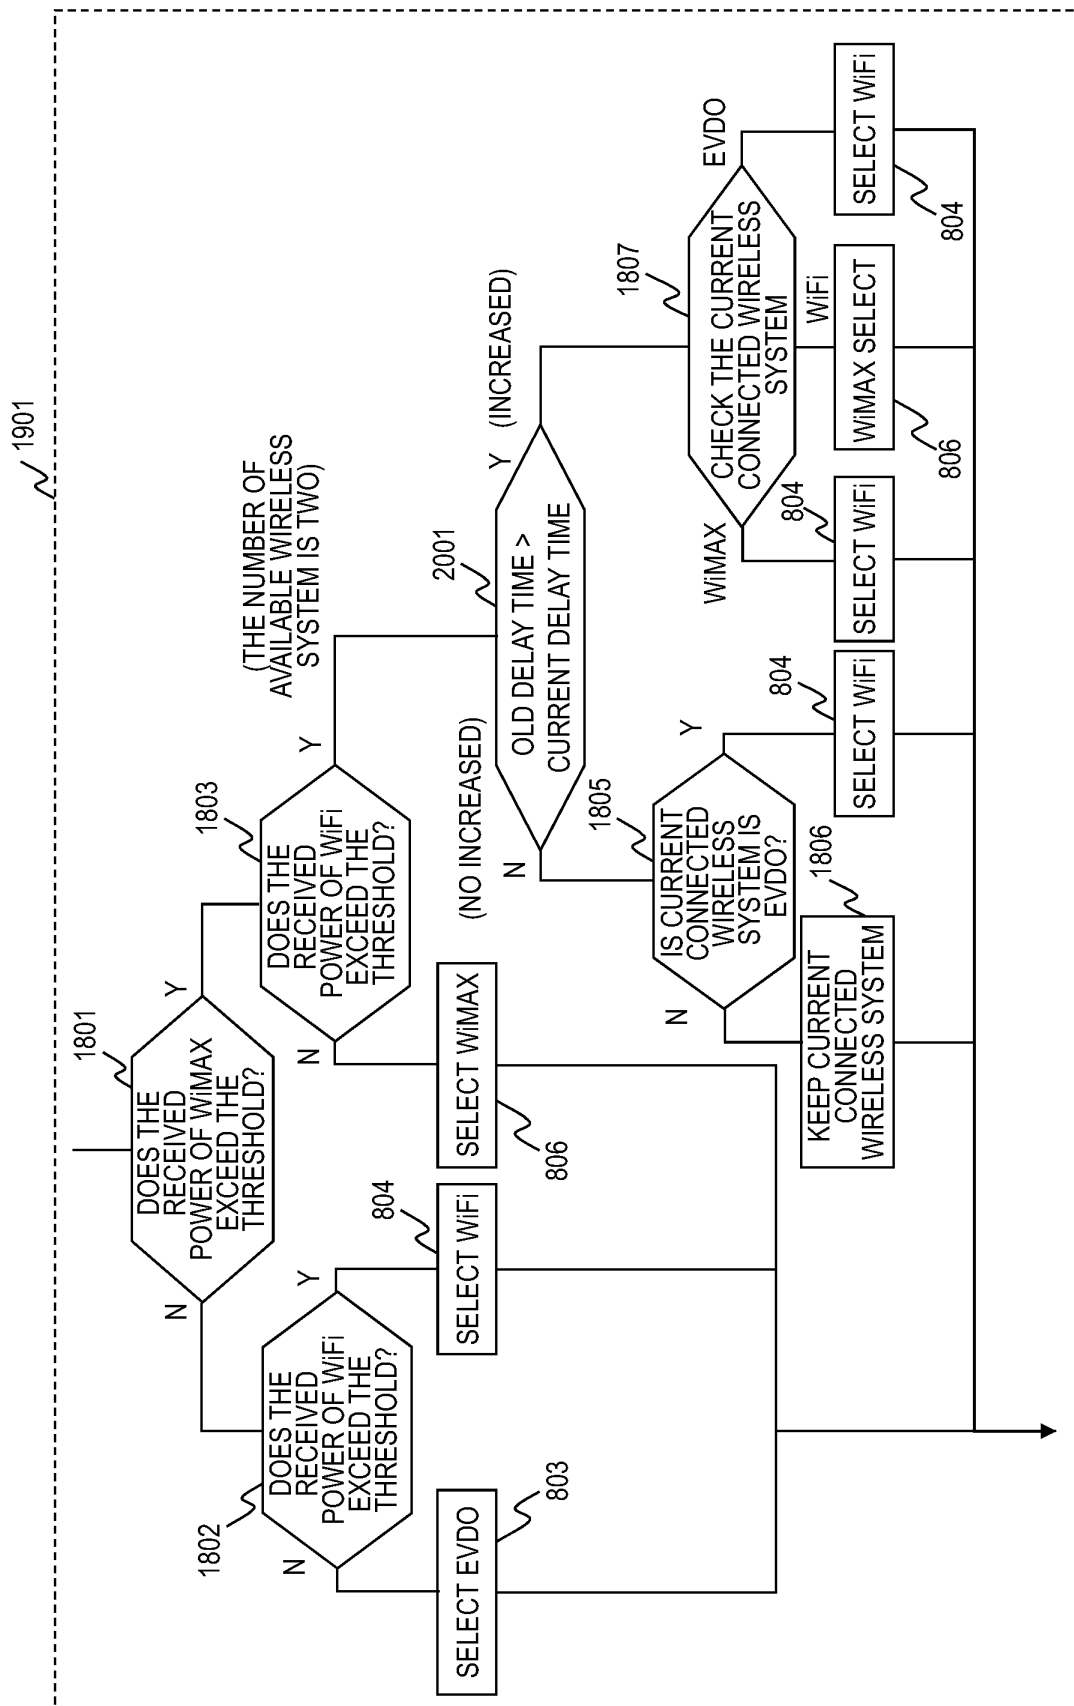 1901
1801
DOES THE
RECEIVED
POWER OF WiMAX
EXCEED THE
THRESHOLD?
N
Y
1802
DOES THE
RECEIVED
POWER OF WiFi
EXCEED THE
THRESHOLD?
N
Y
1803
DOES THE
RECEIVED
POWER OF WiFi
EXCEED THE
THRESHOLD?
N
Y
(THE NUMBER OF
AVAILABLE WIRELESS
SYSTEM IS TWO)
SELECT EVDO
803
SELECT WiFi
804
SELECT WiMAX
806
2001
OLD DELAY TIME >
CURRENT DELAY TIME
(NO INCREASED)
N
Y
(INCREASED)
1805
IS CURRENT
CONNECTED
WIRELESS
SYSTEM IS
EVDO?
N
Y
1807
CHECK THE CURRENT
CONNECTED WIRELESS
SYSTEM
WiMAX
WiFi
EVDO
KEEP CURRENT
CONNECTED
WIRELESS SYSTEM
1806
SELECT WiFi
804
SELECT WiFi
804
WiMAX SELECT
806
SELECT WiFi
804